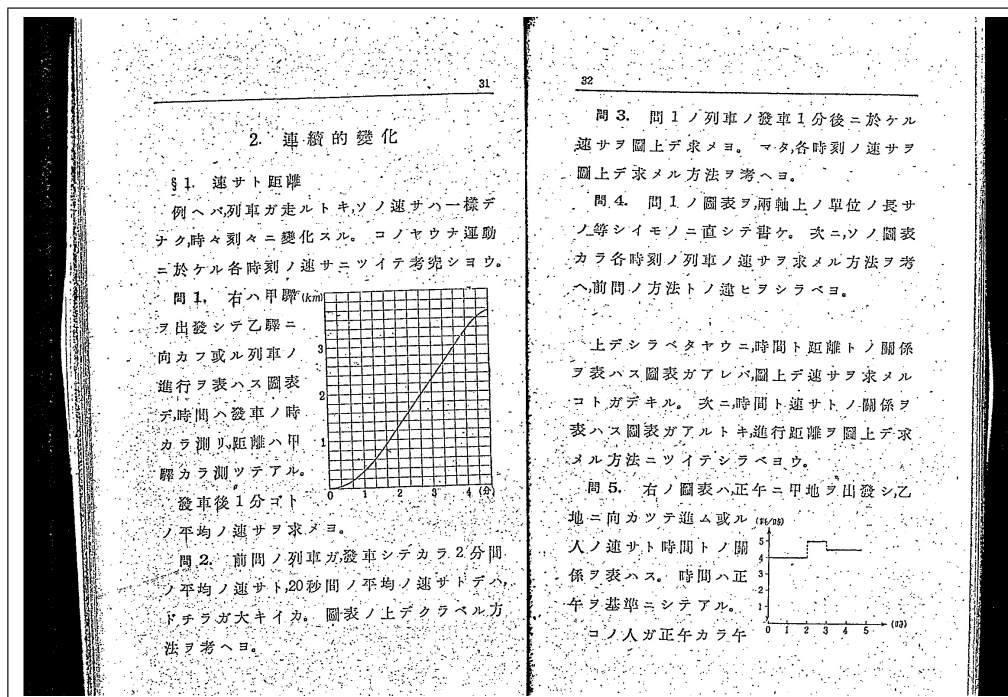 31
2. 連續的變化
§1. 速サト距離
例ヘバ,列車ガ走ルトキ,ソノ速サハ一様デ
ナク,時々刻々ニ變化スル。 コノヤウナ運動
ニ於ケル各時刻ノ速サニツイテ考究シヨウ。
問1. 右ハ甲驛
ヲ出發シテ乙驛ニ
向カフ或ル列車ノ
進行ヲ表ハス圖表
デ,時間ハ發車ノ時
カラ測リ,距離ハ甲
驛カラ測ツテアル。
發車後1分ゴト
ノ平均ノ速サヲ求メヨ。
(km)
3
2
1
0 1 2 3 4 (分)
問2. 前問ノ列車ガ,發車シテカラ2分間
ノ平均ノ速サト,20秒間ノ平均ノ速サトデハ,
ドチラガ大キイカ。 圖表ノ上デクラベル方
法ヲ考ヘヨ。
32
問3. 問1ノ列車ノ發車1分後ニ於ケル
速サヲ圖上デ求メヨ。 マタ,各時刻ノ速サヲ
圖上デ求メル方法ヲ考ヘヨ。
問4. 問1ノ圖表ヲ,兩軸上ノ單位ノ長サ
ノ等シイモノニ直シテ書ケ。 次ニ,ソノ圖表
カラ各時刻ノ列車ノ速サヲ求メル方法ヲ考
ヘ,前問ノ方法トノ違ヒヲシラベヨ。
上デシラベタヤウニ,時間ト距離トノ關係
ヲ表ハス圖表ガアレバ,圖上デ速サヲ求メル
コトガデキル。 次ニ,時間ト速サトノ關係ヲ
表ハス圖表ガアルトキ,進行距離ヲ圖上デ求
メル方法ニツイテシラベヨウ。
問5. 右ノ圖表ハ,正午ニ甲地ヲ出發シ,乙
地ニ向カツテ進ム或ル
人ノ速サト時間トノ關
係ヲ表ハス。 時間ハ正
午ヲ基準ニシテアル。
コノ人ガ正午カラ午
5
4
3
2
1
0 1 2 3 4 5 (時)